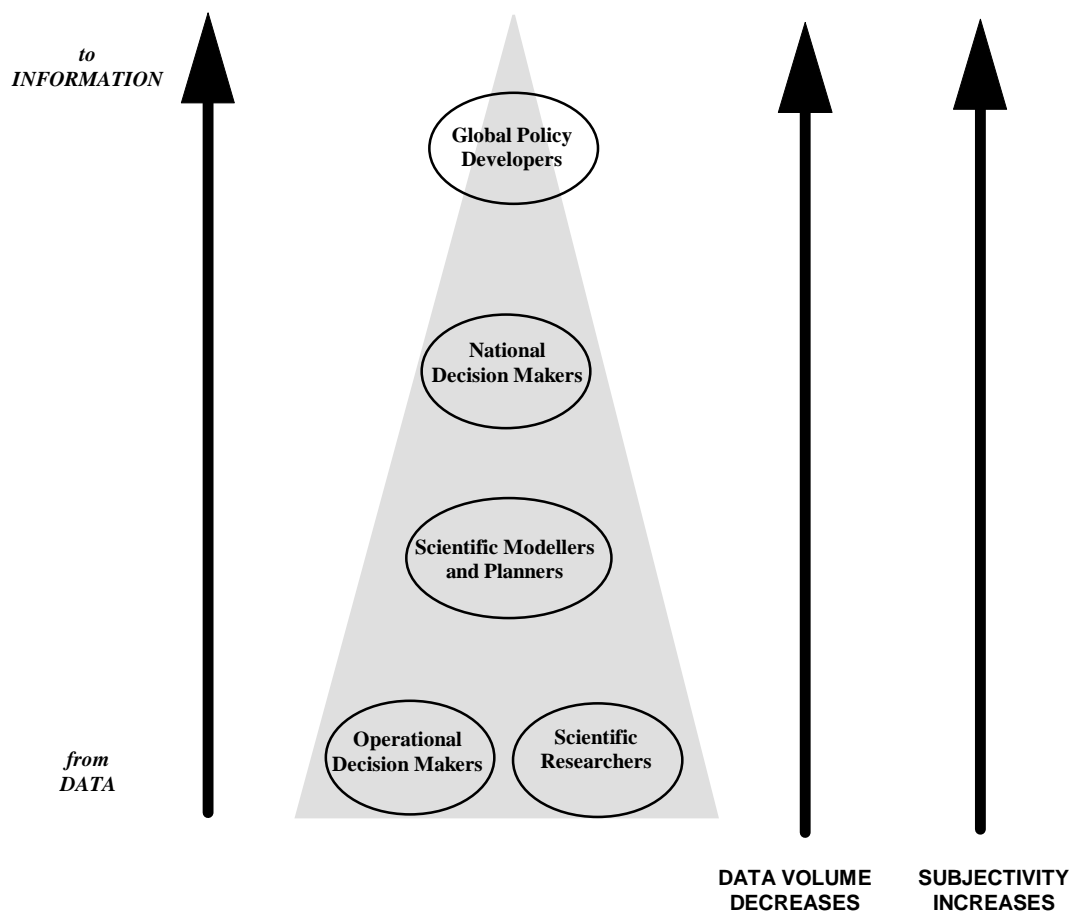 to
INFORMATION
Global Policy
Developers
National
Decision Makers
Scientific Modellers
and Planners
Operational
Decision Makers
Scientific
Researchers
from
DATA
DATA VOLUME
DECREASES
SUBJECTIVITY
INCREASES